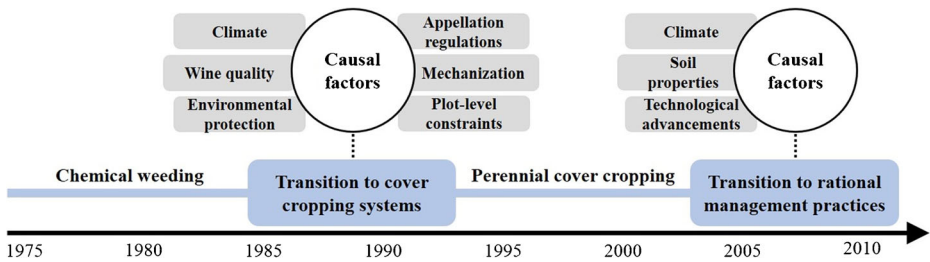 Climate
Wine quality
Environmental
protection
Causal
factors
Appellation
regulations
Mechanization
Plot-level
constraints
Climate
Soil
properties
Technological
advancements
Causal
factors
Chemical weeding
Transition to cover
cropping systems
Perennial cover cropping
Transition to rational
management practices
1975 1980 1985 1990 1995 2000 2005 2010